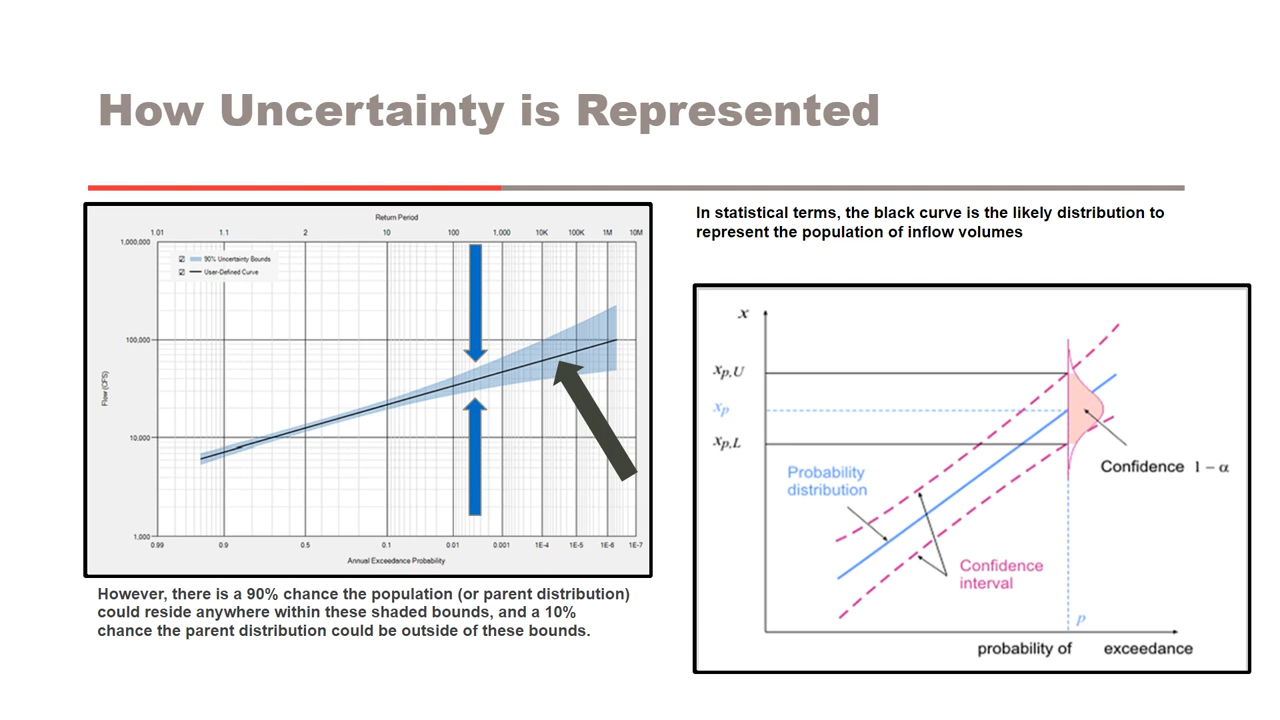 How Uncertainty is Represented
Return Period
1.01 1.1 2 10 100 1,000 10K 100K 1M 10M
1,000,000
90% Uncertainty Bounds
User-Defined Curve
100,000
Flow (CFS)
10,000
1,000
0.99 0.9 0.5 0.1 0.01 0.001 1E-4 1E-5 1E-6 1E-7
Annual Exceedance Probability
However, there is a 90% chance the population (or parent distribution)
could reside anywhere within these shaded bounds, and a 10%
chance the parent distribution could be outside of these bounds.
In statistical terms, the black curve is the likely distribution to
represent the population of inflow volumes
x
xp,U
xp
xp,L
Confidence 1 – α
Probability
distribution
Confidence
interval
p
probability of exceedance